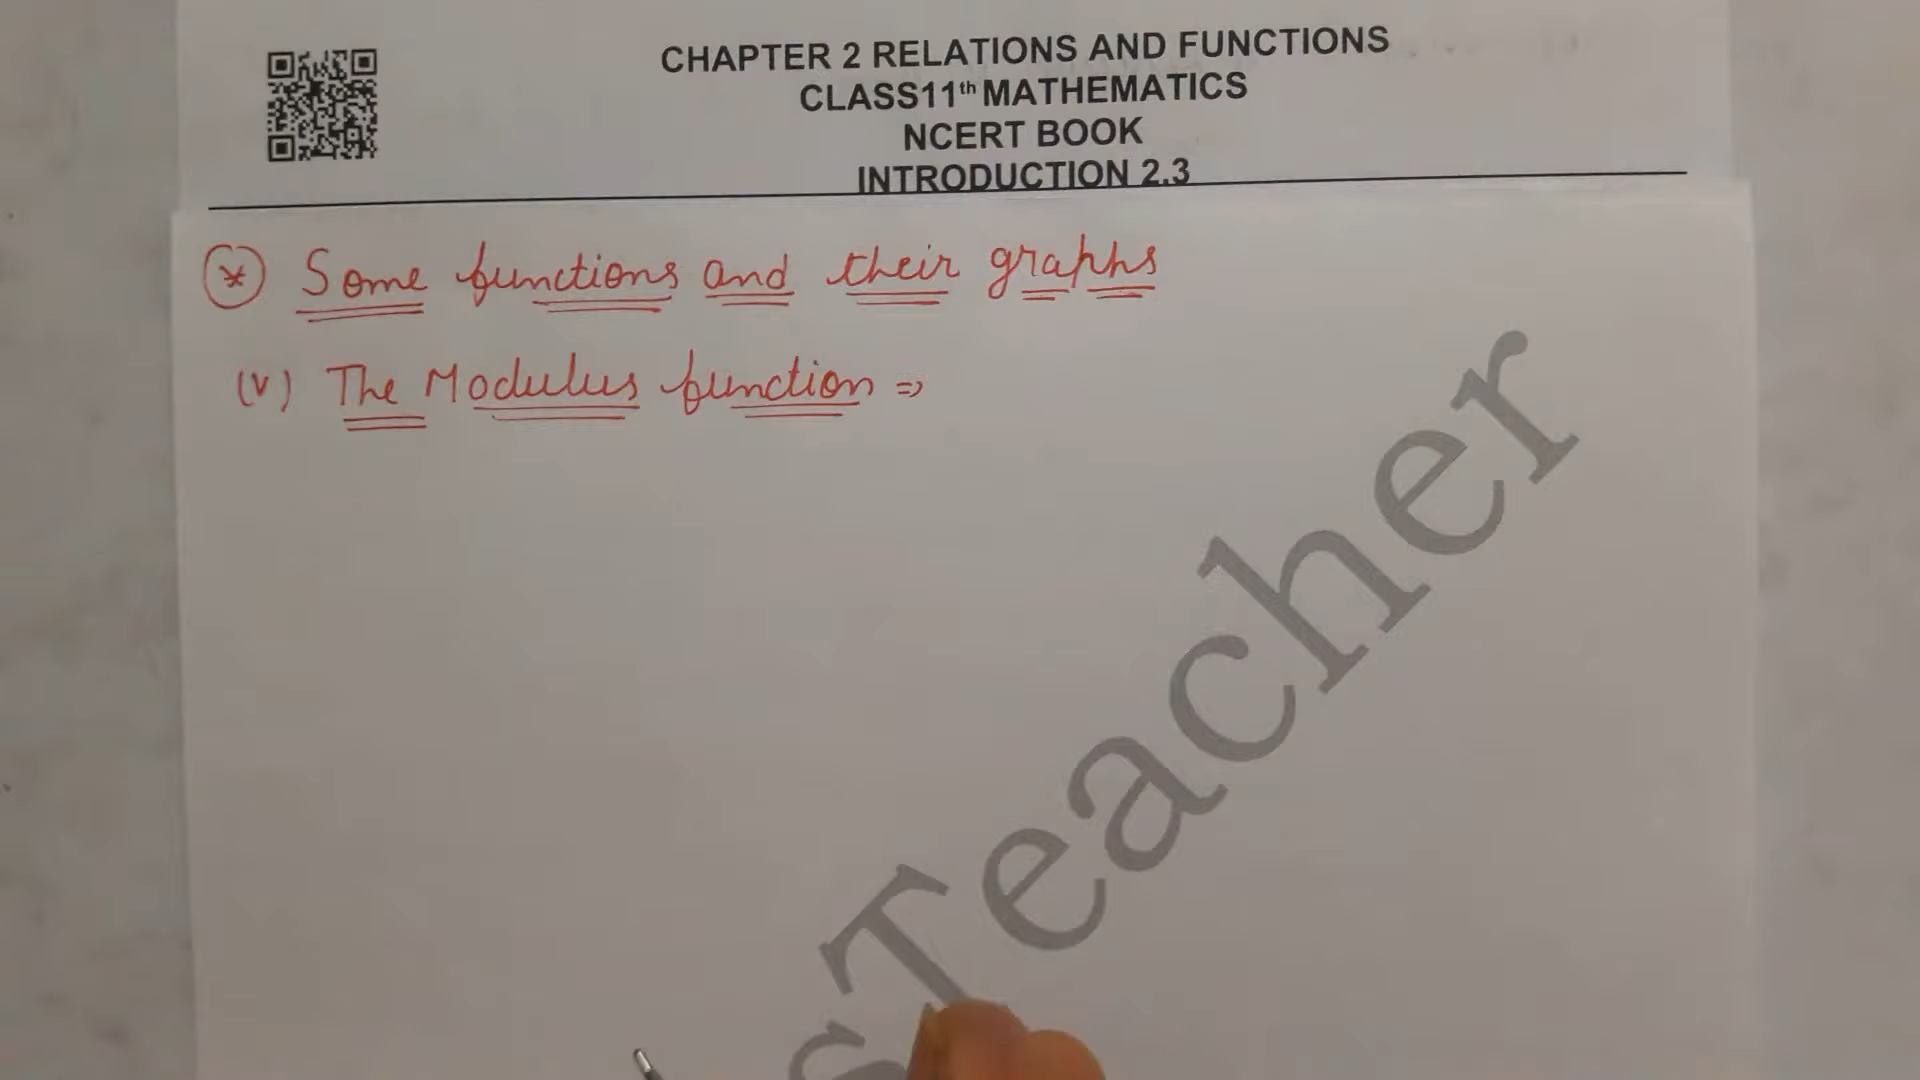 CHAPTER 2 RELATIONS AND FUNCTIONS
CLASS11th MATHEMATICS
NCERT BOOK
INTRODUCTION 2.3
* Some functions and their graphs
(v) The Modulus function ⇒
sTeacher